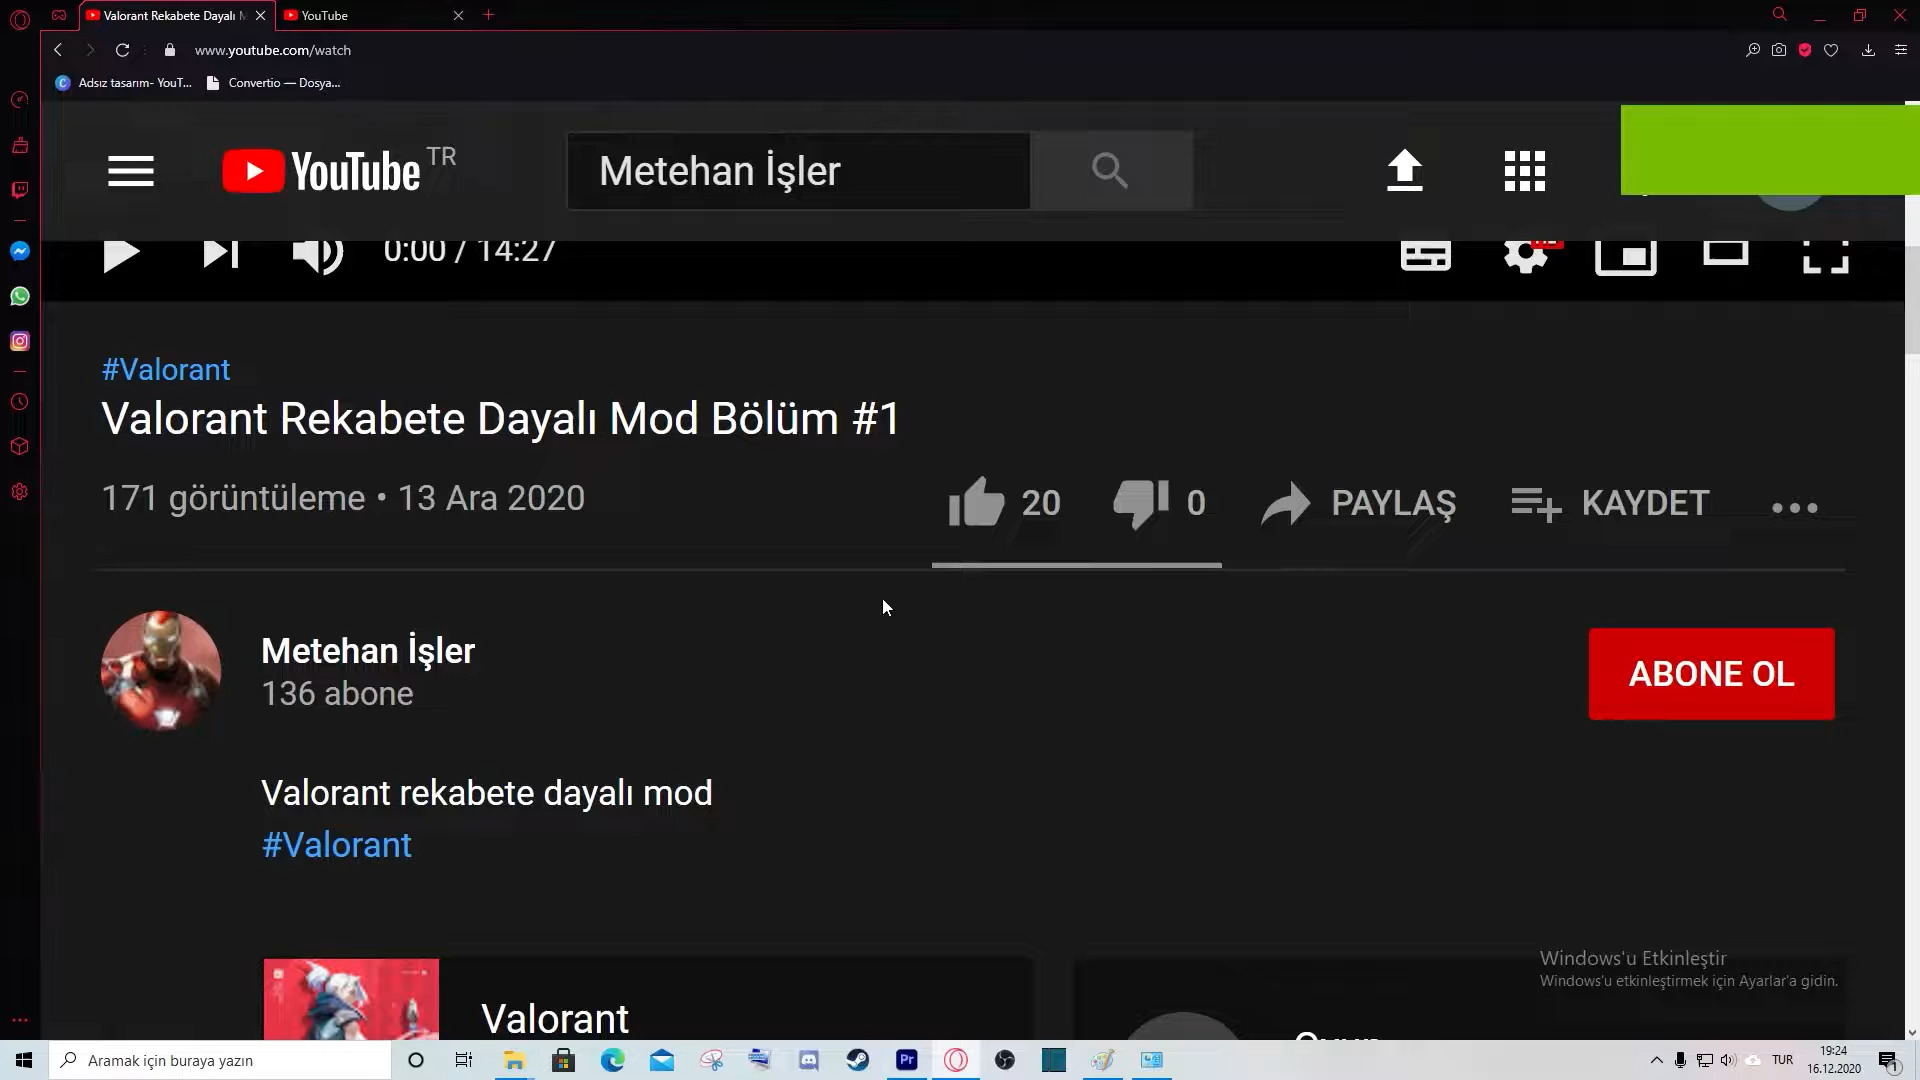 Valorant Rekabete Dayalı M
YouTube
www.youtube.com/watch
Adsız tasarım- YouT...
Convertio — Dosya...
YouTube TR
Metehan İşler
0:00 / 14:27
#Valorant
Valorant Rekabete Dayalı Mod Bölüm #1
171 görüntüleme • 13 Ara 2020
20
0
PAYLAŞ
KAYDET
Metehan İşler
136 abone
ABONE OL
Valorant rekabete dayalı mod
#Valorant
Windows'u Etkinleştir
Windows'u etkinleştirmek için Ayarlar'a gidin.
Valorant
Aramak için buraya yazın
Pr
TUR
19:24
16.12.2020
1